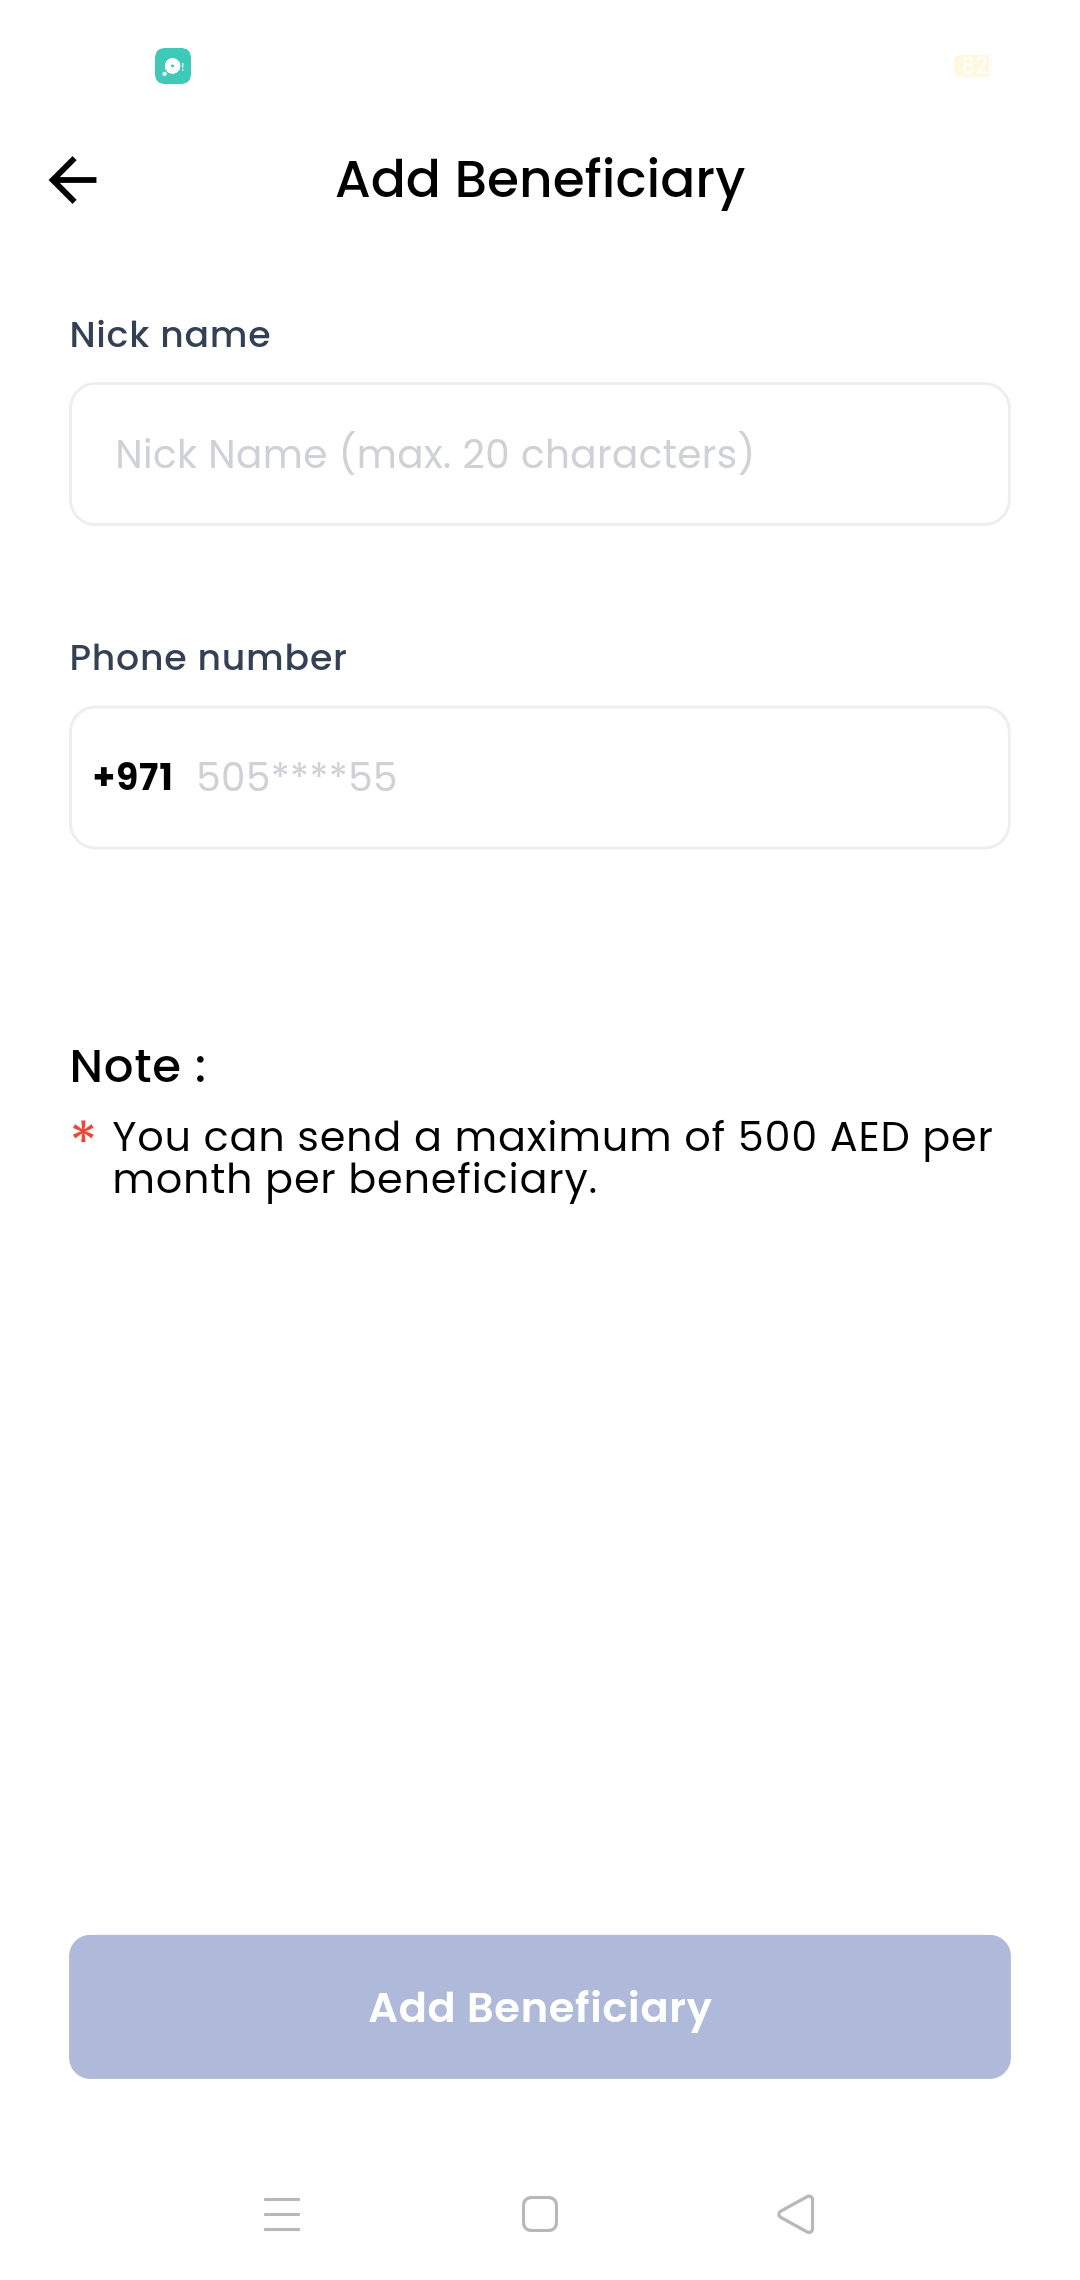 82
Add Beneficiary
Nick name
Nick Name (max. 20 characters)
Phone number
+971 505****55
Note :
* You can send a maximum of 500 AED per
month per beneficiary.
Add Beneficiary